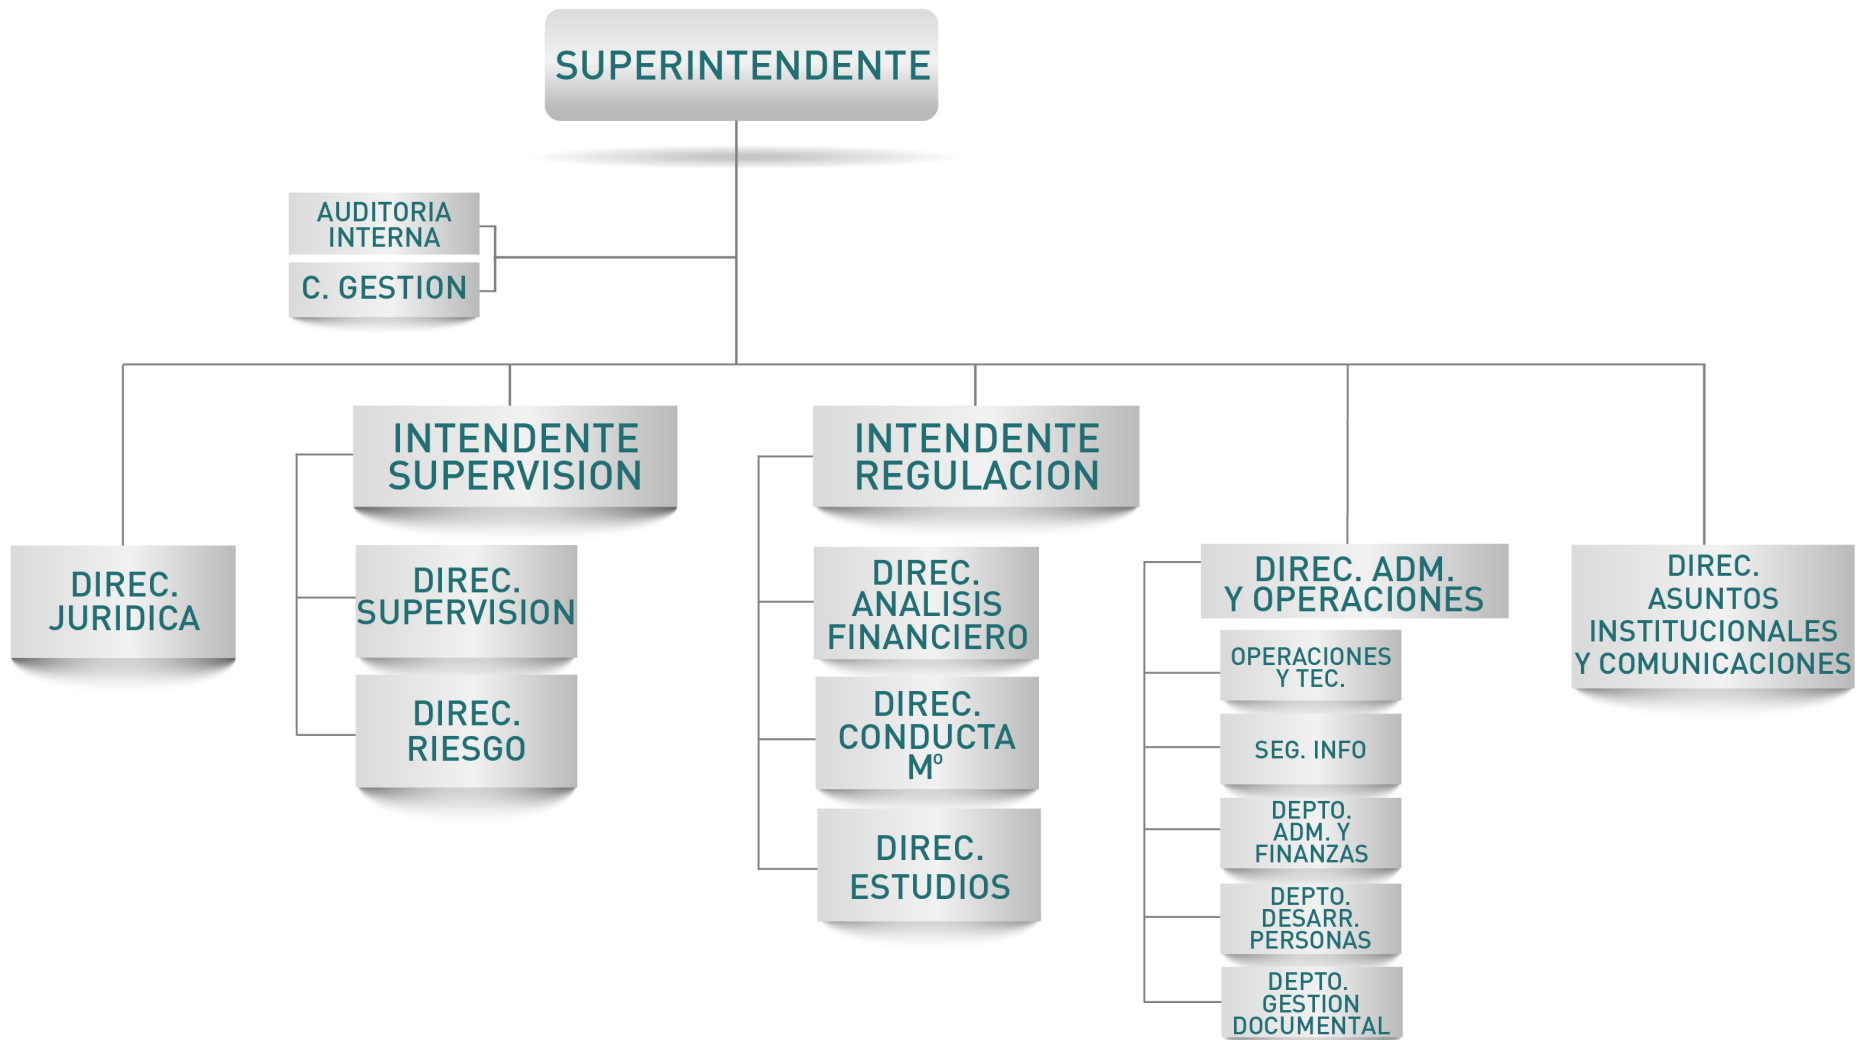 SUPERINTENDENTE
AUDITORIA
INTERNA
C. GESTION
INTENDENTE
SUPERVISION
INTENDENTE
REGULACION
DIREC.
JURIDICA
DIREC.
SUPERVISION
DIREC.
RIESGO
DIREC.
ANALISIS
FINANCIERO
DIREC.
CONDUCTA
Mº
DIREC.
ESTUDIOS
DIREC. ADM.
Y OPERACIONES
OPERACIONES
Y TEC.
SEG. INFO
DEPTO.
ADM. Y
FINANZAS
DEPTO.
DESARR.
PERSONAS
DEPTO.
GESTION
DOCUMENTAL
DIREC.
ASUNTOS
INSTITUCIONALES
Y COMUNICACIONES